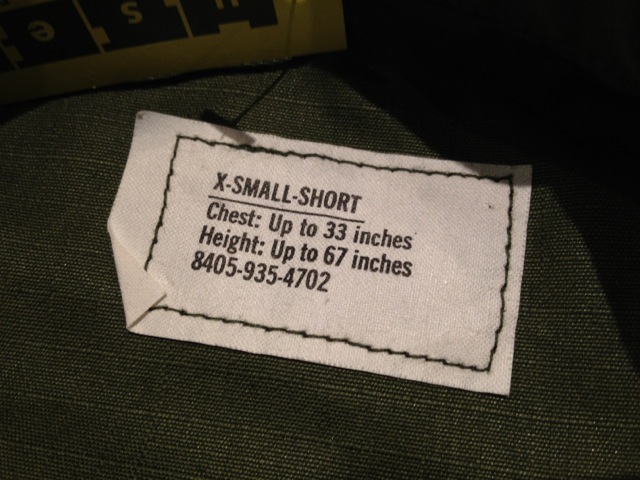 X-SMALL-SHORT
Chest: Up to 33 inches
Height: Up to 67 inches
8405-935-4702